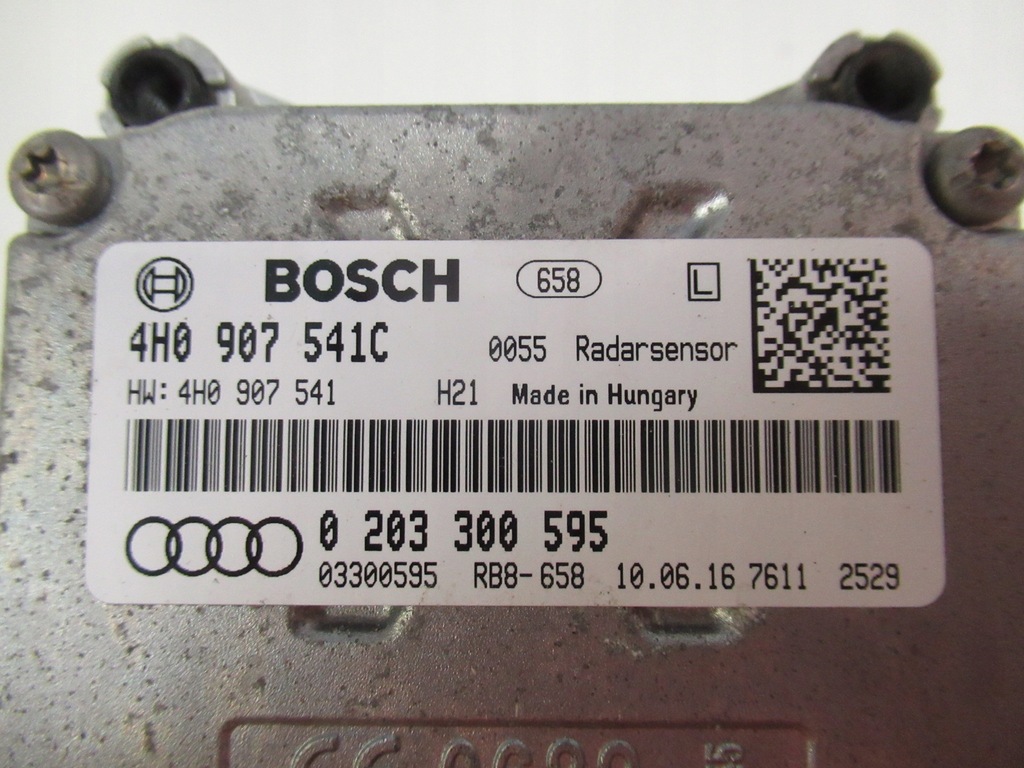 BOSCH 658 L
4H0 907 541C 0055 Radarsensor
HW: 4H0 907 541 H21 Made in Hungary
0 203 300 595
03300595 RB8-658 10.06.16 7611 2529